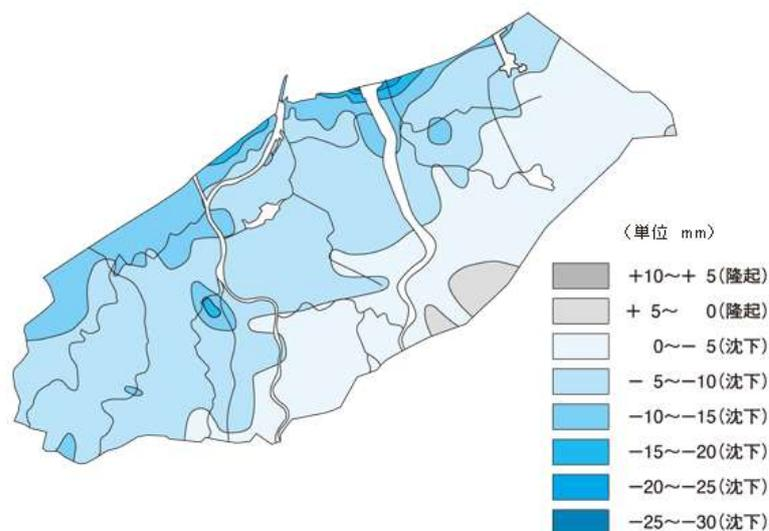 (単位 mm)
+10~+ 5(隆起)
+ 5~ 0(隆起)
0~- 5(沈下)
- 5~-10(沈下)
-10~-15(沈下)
-15~-20(沈下)
-20~-25(沈下)
-25~-30(沈下)